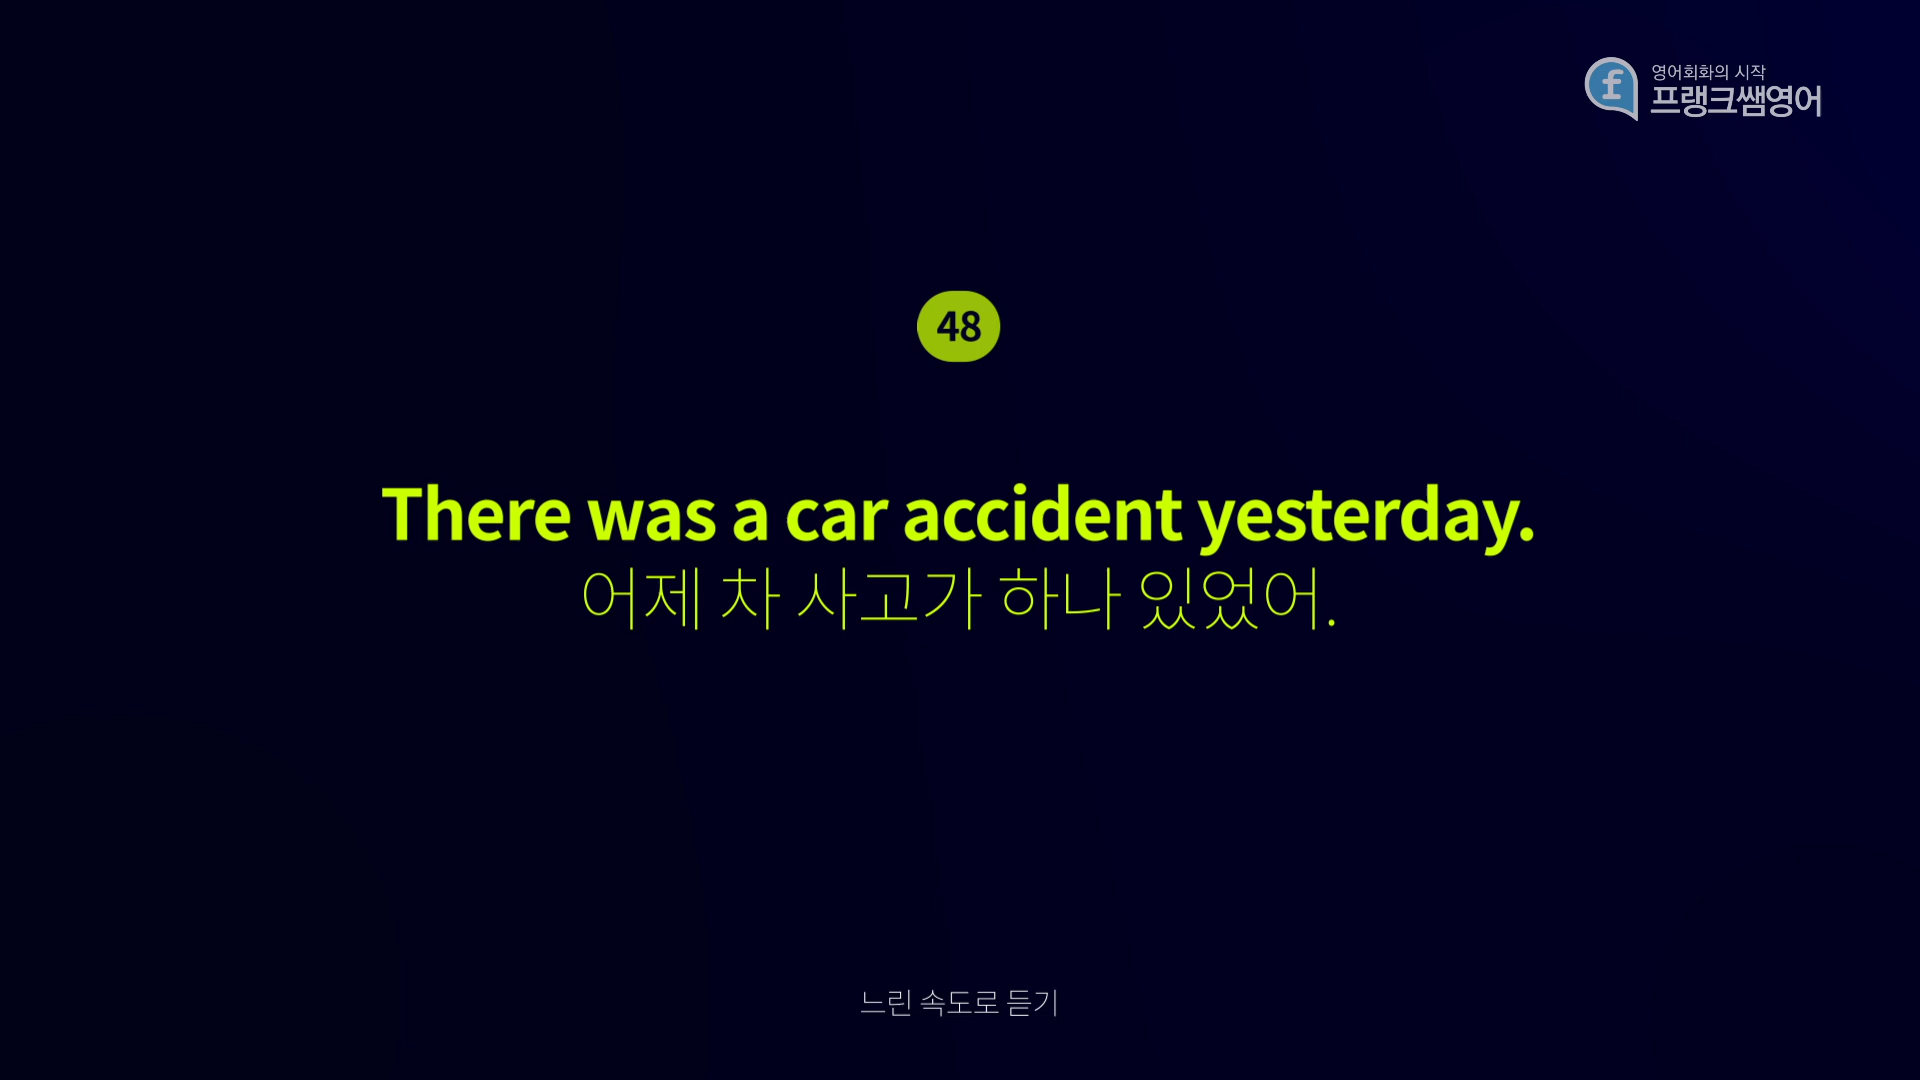 영어회화의 시작
프랭크쌤영어
48
There was a car accident yesterday.
어제 차 사고가 하나 있었어.
느린 속도로 듣기